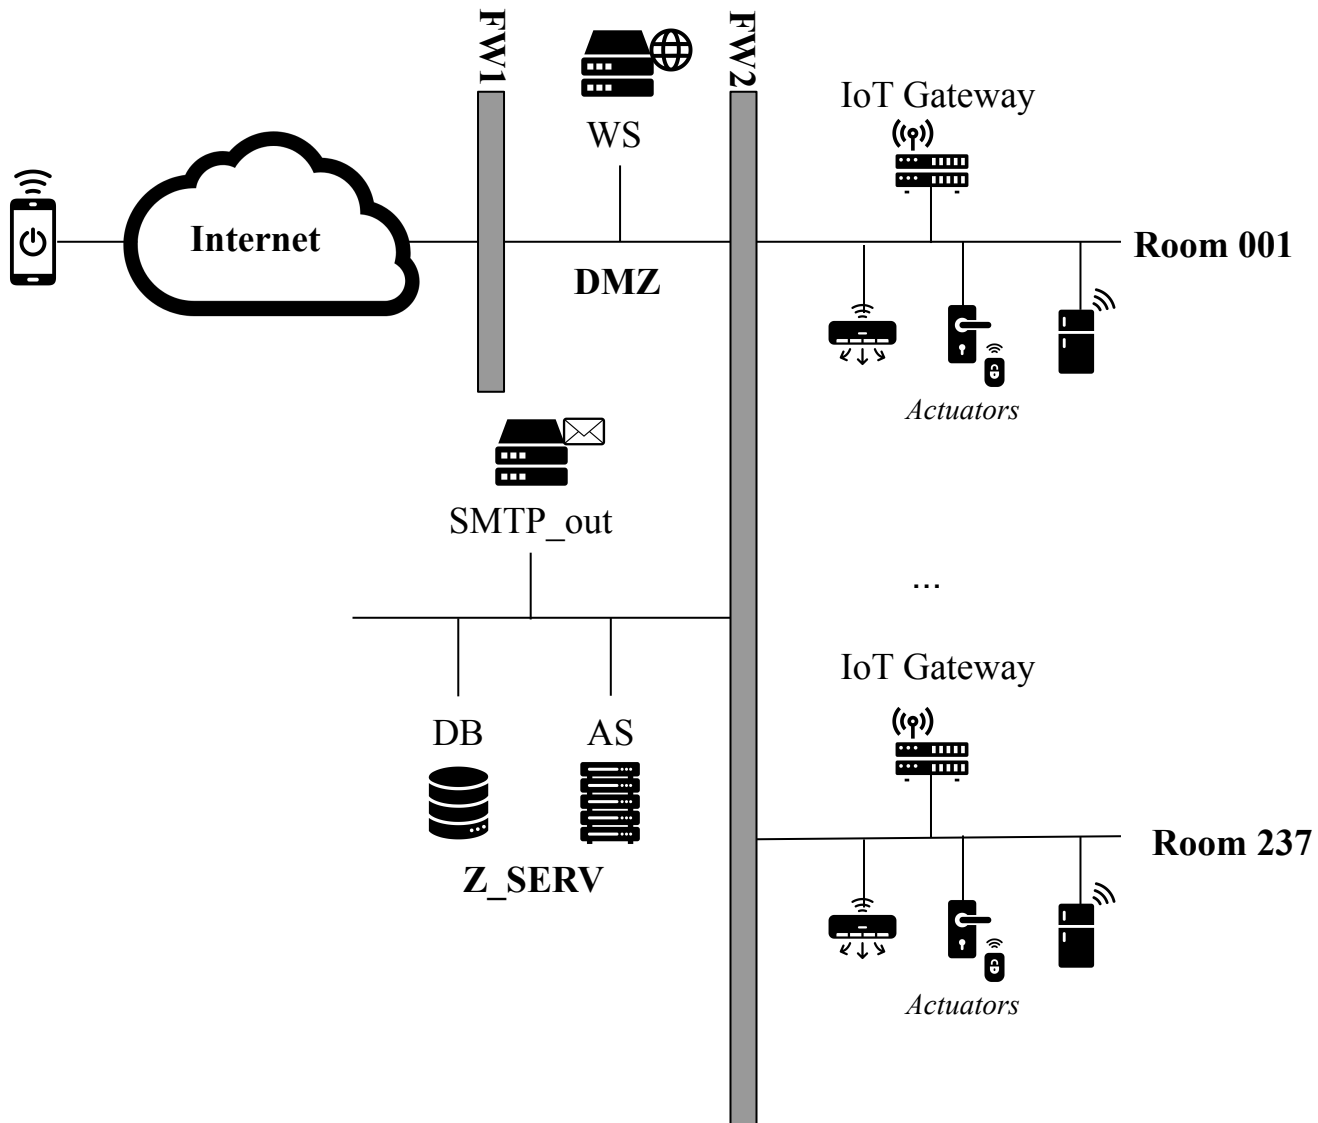 FW1
WS
FW2
IoT Gateway
Internet
DMZ
Room 001
Actuators
SMTP_out
...
IoT Gateway
DB
AS
Room 237
Z_SERV
Actuators